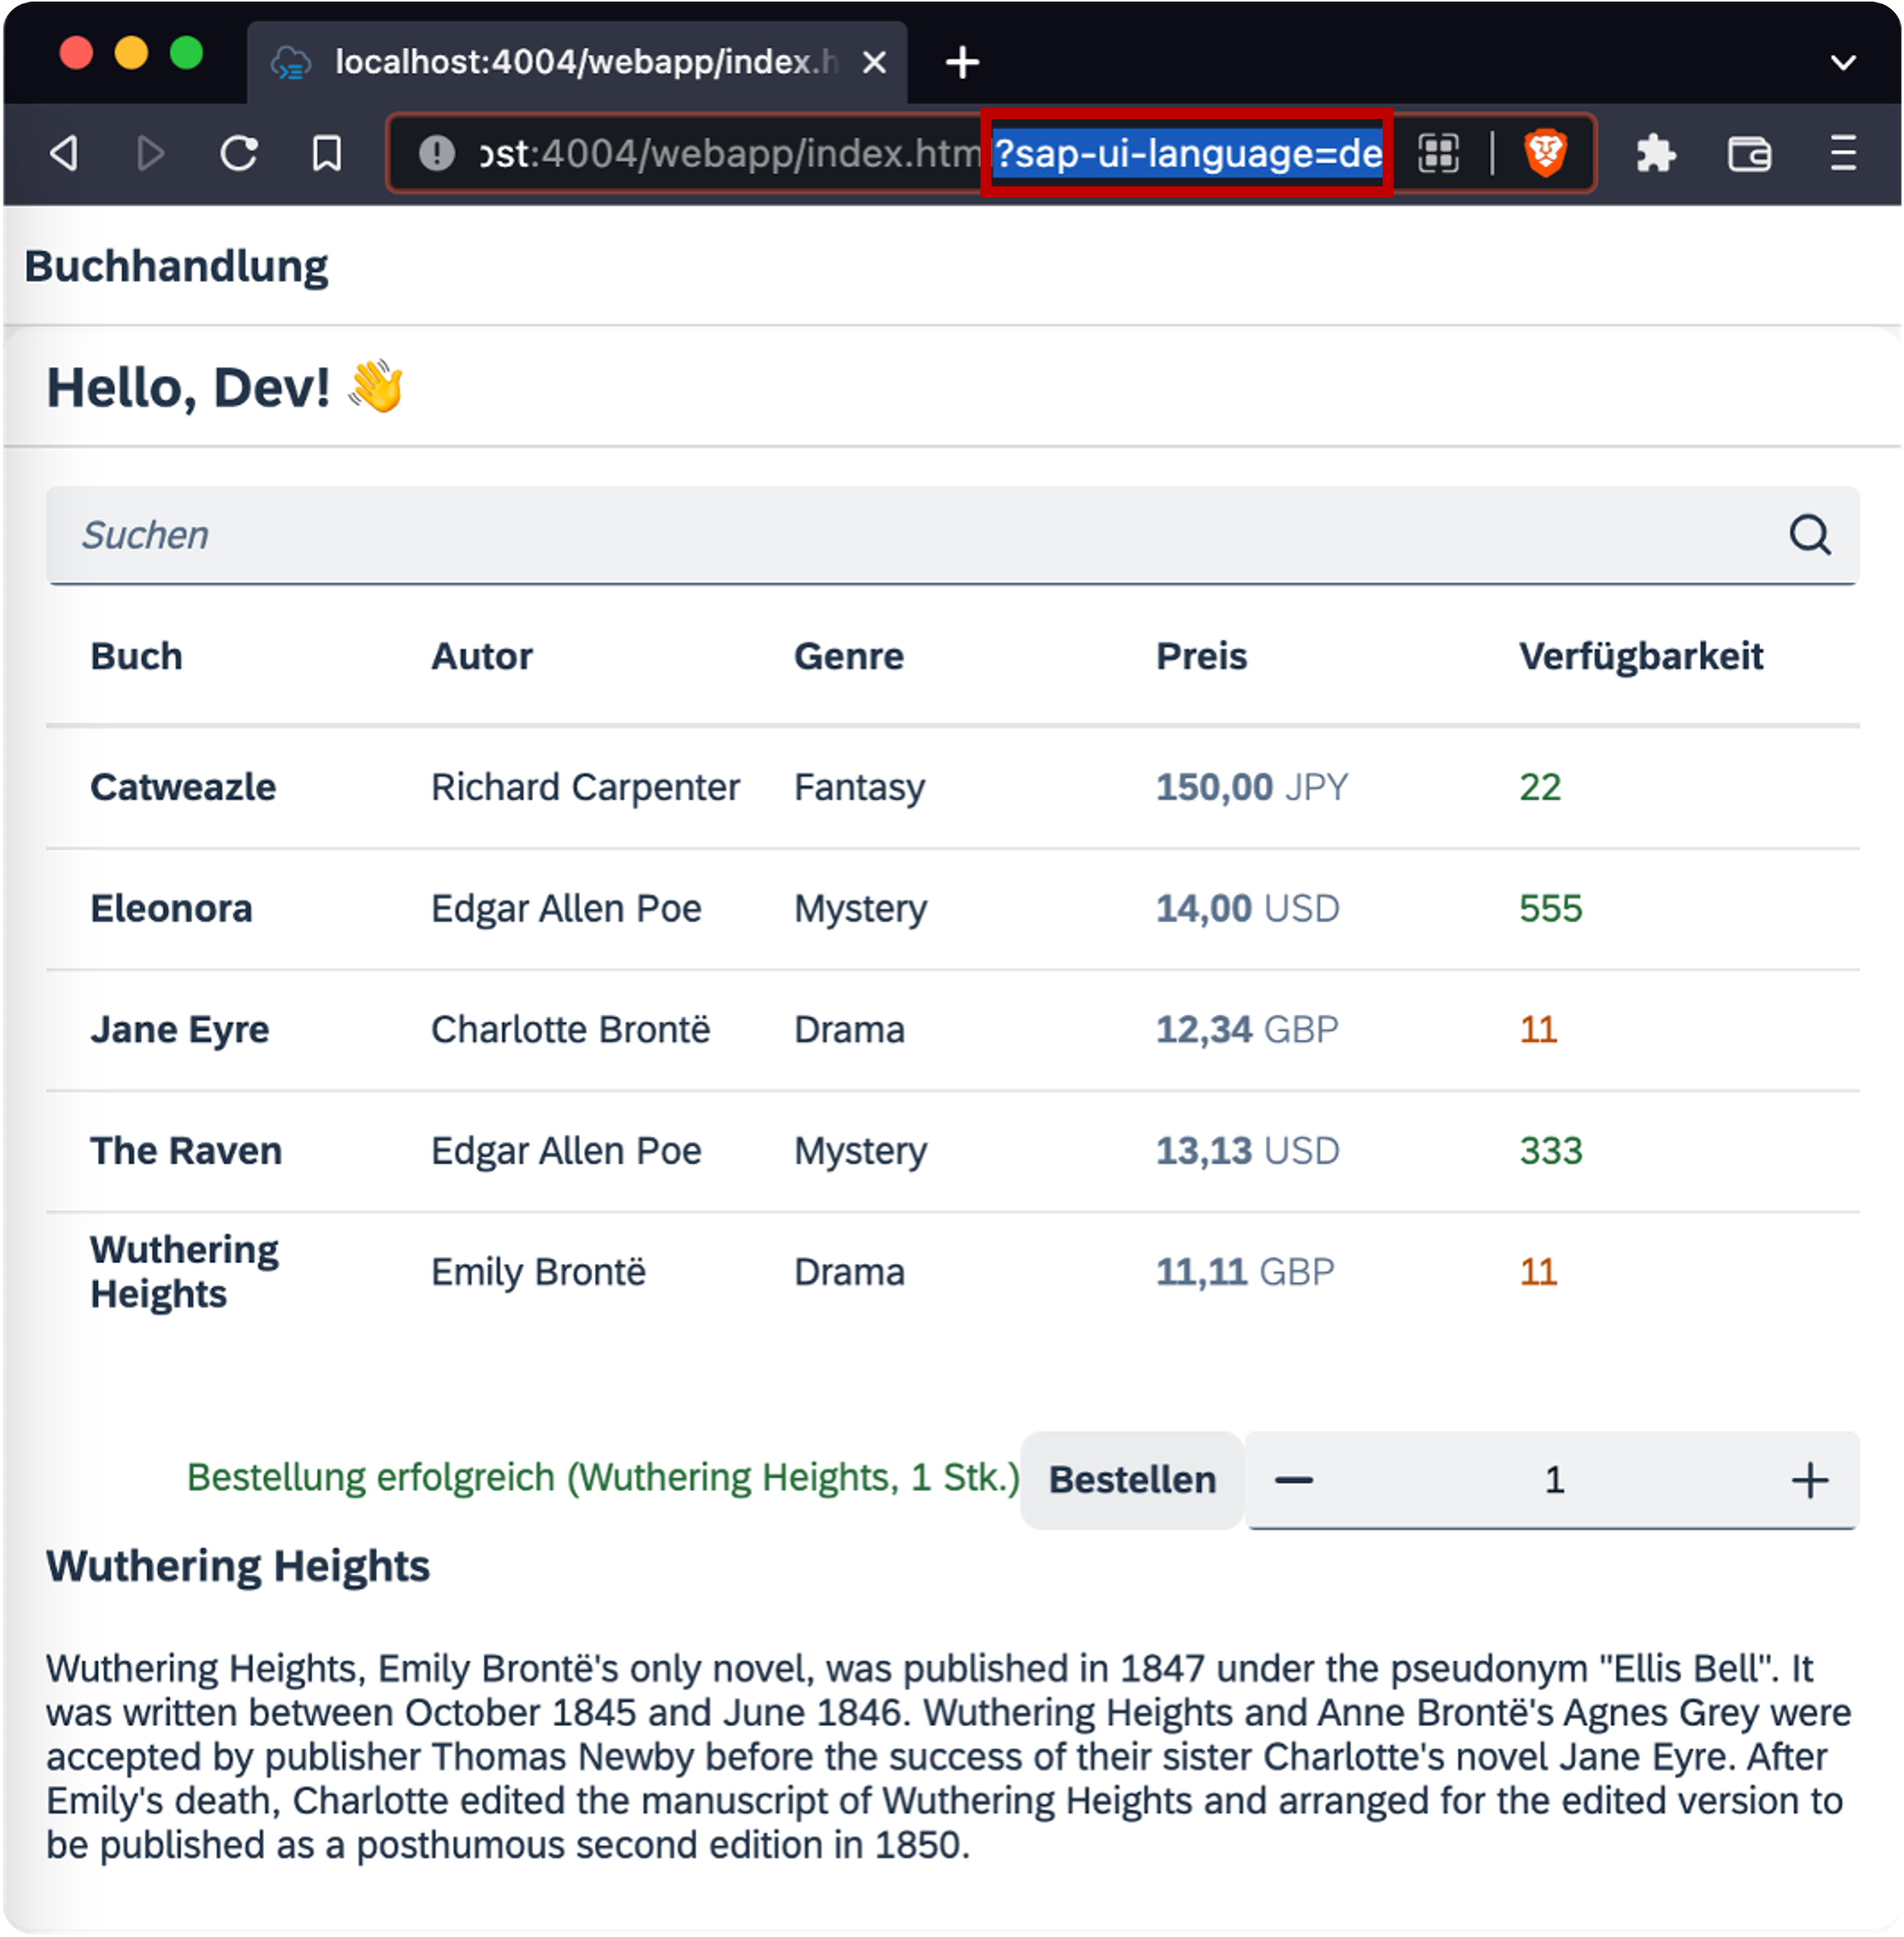 localhost:4004/webapp/index.h
ost:4004/webapp/index.htm?sap-ui-language=de
Buchhandlung
Hello, Dev! 👋
Suchen
Buch Autor Genre Preis Verfügbarkeit
Catweazle Richard Carpenter Fantasy 150,00 JPY 22
Eleonora Edgar Allen Poe Mystery 14,00 USD 555
Jane Eyre Charlotte Brontë Drama 12,34 GBP 11
The Raven Edgar Allen Poe Mystery 13,13 USD 333
Wuthering
Heights Emily Brontë Drama 11,11 GBP 11
Bestellung erfolgreich (Wuthering Heights, 1 Stk.) Bestellen — 1 +
Wuthering Heights
Wuthering Heights, Emily Brontë's only novel, was published in 1847 under the pseudonym "Ellis Bell". It
was written between October 1845 and June 1846. Wuthering Heights and Anne Brontë's Agnes Grey were
accepted by publisher Thomas Newby before the success of their sister Charlotte's novel Jane Eyre. After
Emily's death, Charlotte edited the manuscript of Wuthering Heights and arranged for the edited version to
be published as a posthumous second edition in 1850.